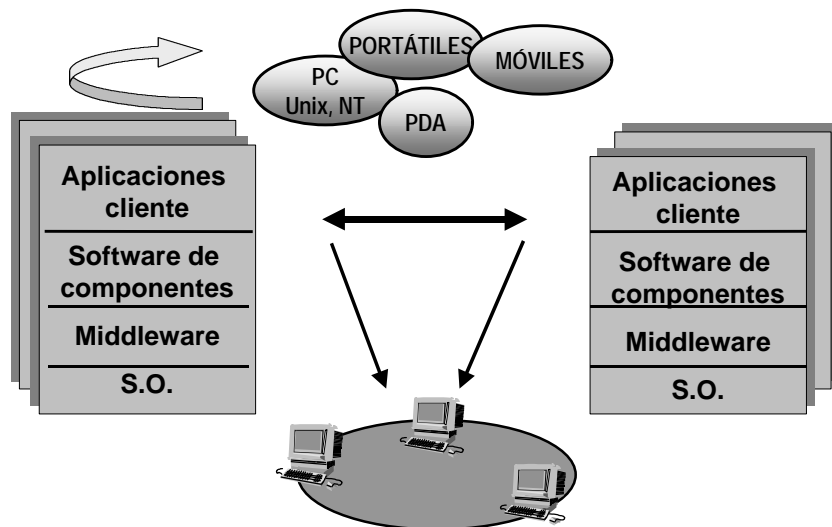 PORTÁTILES
MÓVILES
PC
Unix, NT
PDA
Aplicaciones
cliente
Software de
componentes
Middleware
S.O.
Aplicaciones
cliente
Software de
componentes
Middleware
S.O.